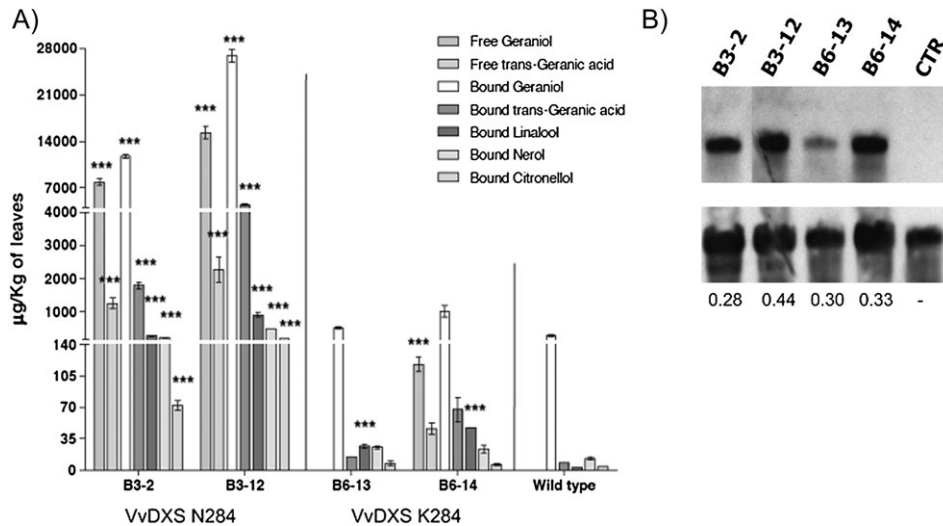 A)
B)
μg/Kg of leaves
28000
21000
14000
7000
4000
3000
2000
1000
140
105
70
35
0
*** *** *** *** *** *** ***
*** *** *** *** *** *** ***
***
*** ***
Free Geraniol
Free trans-Geranic acid
Bound Geraniol
Bound trans-Geranic acid
Bound Linalool
Bound Nerol
Bound Citronellol
B3-2 B3-12 B6-13 B6-14 Wild type
VvDXS N284 VvDXS K284
B3-2 B3-12 B6-13 B6-14 CTR
0.28 0.44 0.30 0.33 -